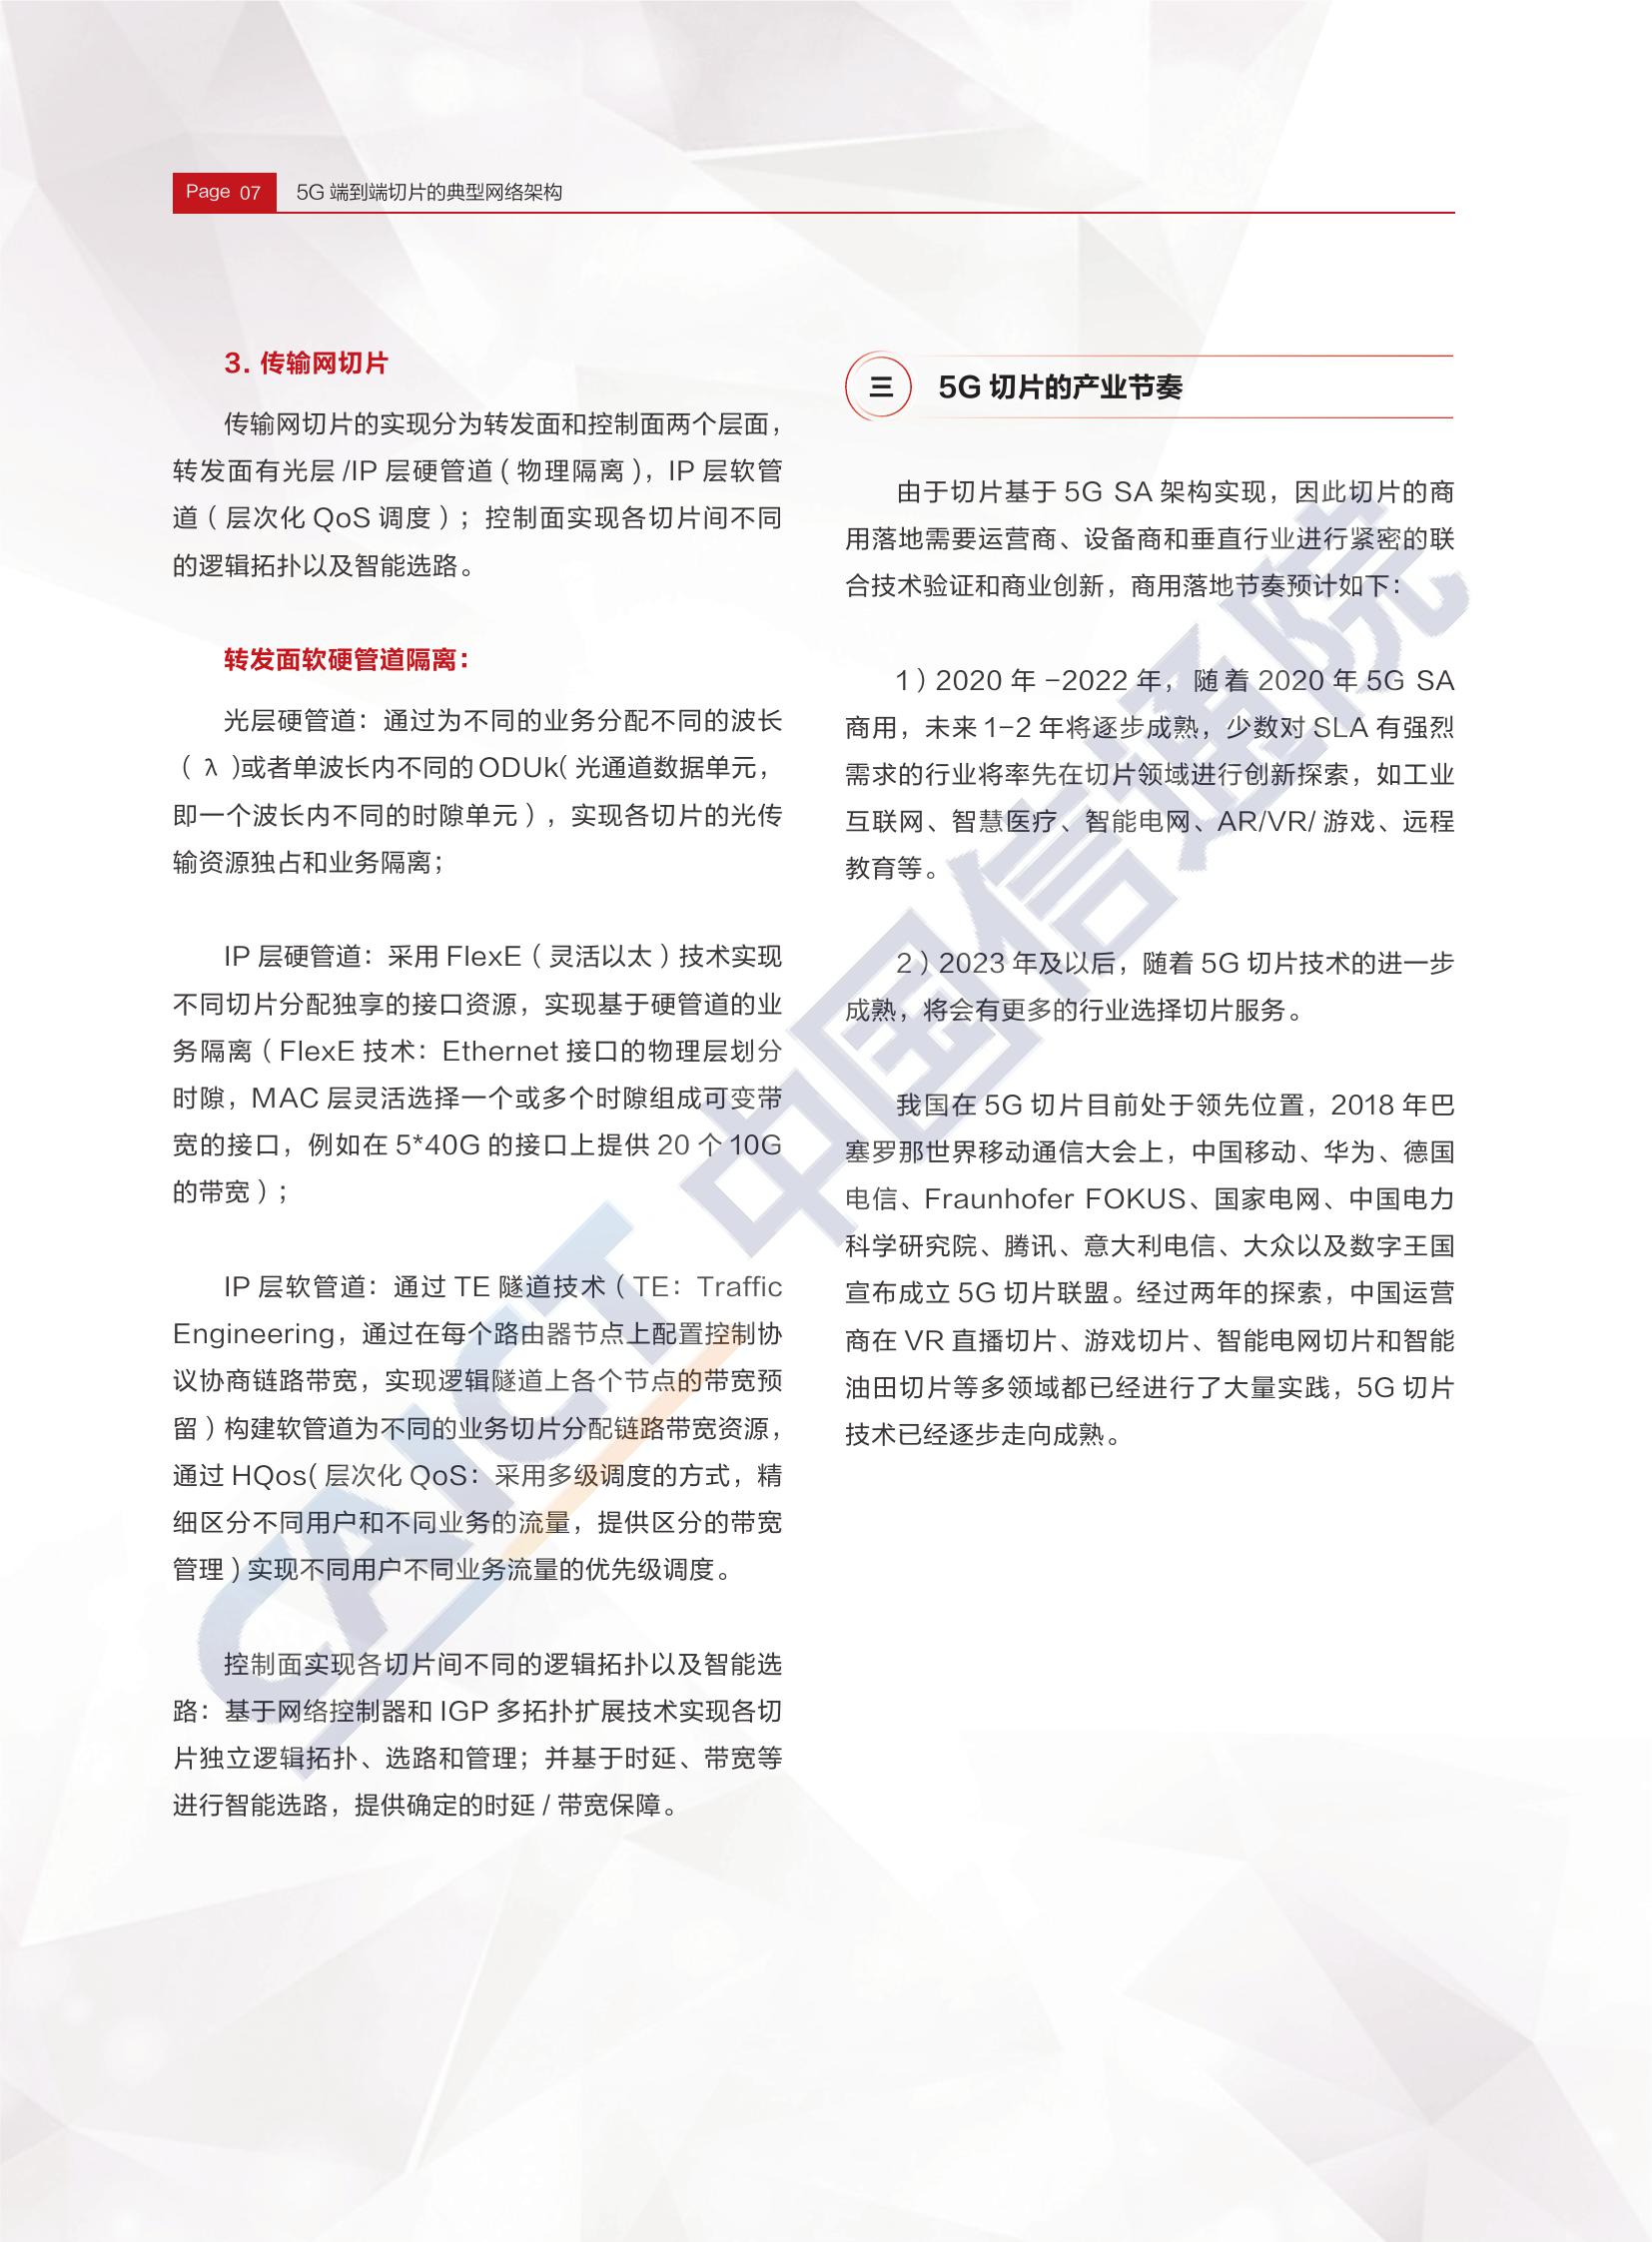 Page 07 5G 端到端切片的典型网络架构
3. 传输网切片
传输网切片的实现分为转发面和控制面两个层面，
转发面有光层 /IP 层硬管道（物理隔离），IP 层软管
道（层次化 QoS 调度）；控制面实现各切片间不同
的逻辑拓扑以及智能选路。
转发面软硬管道隔离：
光层硬管道：通过为不同的业务分配不同的波长
（ λ )或者单波长内不同的ODUk( 光通道数据单元，
即一个波长内不同的时隙单元），实现各切片的光传
输资源独占和业务隔离；
IP 层硬管道：采用 FlexE（灵活以太）技术实现
不同切片分配独享的接口资源，实现基于硬管道的业
务隔离（FlexE 技术：Ethernet 接口的物理层划分
时隙，MAC 层灵活选择一个或多个时隙组成可变带
宽的接口，例如在 5*40G 的接口上提供 20 个 10G
的带宽）；
IP 层软管道：通过 TE 隧道技术（TE：Traffic
Engineering，通过在每个路由器节点上配置控制协
议协商链路带宽，实现逻辑隧道上各个节点的带宽预
留）构建软管道为不同的业务切片分配链路带宽资源，
通过 HQos( 层次化 QoS：采用多级调度的方式，精
细区分不同用户和不同业务的流量，提供区分的带宽
管理 ) 实现不同用户不同业务流量的优先级调度。
控制面实现各切片间不同的逻辑拓扑以及智能选
路：基于网络控制器和 IGP 多拓扑扩展技术实现各切
片独立逻辑拓扑、选路和管理；并基于时延、带宽等
进行智能选路，提供确定的时延 / 带宽保障。
三 5G 切片的产业节奏
由于切片基于 5G SA 架构实现，因此切片的商
用落地需要运营商、设备商和垂直行业进行紧密的联
合技术验证和商业创新，商用落地节奏预计如下：
1）2020 年 -2022 年，随着 2020 年 5G SA
商用，未来 1-2 年将逐步成熟，少数对 SLA 有强烈
需求的行业将率先在切片领域进行创新探索，如工业
互联网、智慧医疗、智能电网、AR/VR/ 游戏、远程
教育等。
2）2023 年及以后，随着 5G 切片技术的进一步
成熟，将会有更多的行业选择切片服务。
我国在 5G 切片目前处于领先位置，2018 年巴
塞罗那世界移动通信大会上，中国移动、华为、德国
电信、Fraunhofer FOKUS、国家电网、中国电力
科学研究院、腾讯、意大利电信、大众以及数字王国
宣布成立 5G 切片联盟。经过两年的探索，中国运营
商在 VR 直播切片、游戏切片、智能电网切片和智能
油田切片等多领域都已经进行了大量实践，5G 切片
技术已经逐步走向成熟。
CAICT 中国信通院